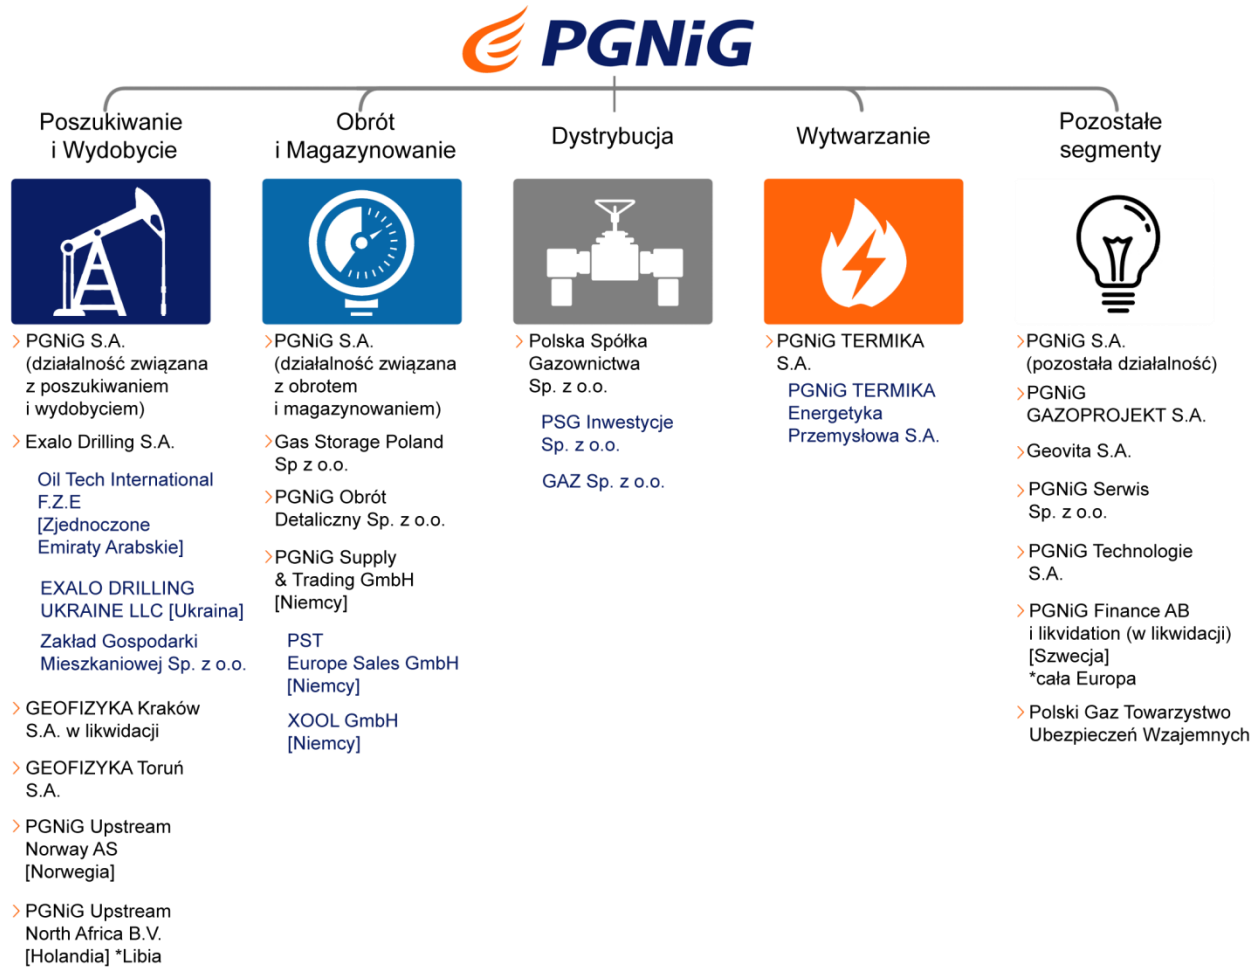 PGNiG
Poszukiwanie
i Wydobycie
PGNiG S.A.
(działalność związana
z poszukiwaniem
i wydobyciem)
Exalo Drilling S.A.
Oil Tech International
F.Z.E
[Zjednoczone
Emiraty Arabskie]
EXALO DRILLING
UKRAINE LLC [Ukraina]
Zakład Gospodarki
Mieszkaniowej Sp. z o.o.
GEOFIZYKA Kraków
S.A. w likwidacji
GEOFIZYKA Toruń
S.A.
PGNiG Upstream
Norway AS
[Norwegia]
PGNiG Upstream
North Africa B.V.
[Holandia] *Libia
Obrót
i Magazynowanie
PGNiG S.A.
(działalność związana
z obrotem
i magazynowaniem)
Gas Storage Poland
Sp z o.o.
PGNiG Obrót
Detaliczny Sp. z o.o.
PGNiG Supply
& Trading GmbH
[Niemcy]
PST
Europe Sales GmbH
[Niemcy]
XOOL GmbH
[Niemcy]
Dystrybucja
Polska Spółka
Gazownictwa
Sp. z o.o.
PSG Inwestycje
Sp. z o.o.
GAZ Sp. z o.o.
Wytwarzanie
PGNiG TERMIKA
S.A.
PGNiG TERMIKA
Energetyka
Przemysłowa S.A.
Pozostałe
segmenty
PGNiG S.A.
(pozostała działalność)
PGNiG
GAZOPROJEKT S.A.
Geovita S.A.
PGNiG Serwis
Sp. z o.o.
PGNiG Technologie
S.A.
PGNiG Finance AB
i likvidation (w likwidacji)
[Szwecja]
*cała Europa
Polski Gaz Towarzystwo
Ubezpieczeń Wzajemnych